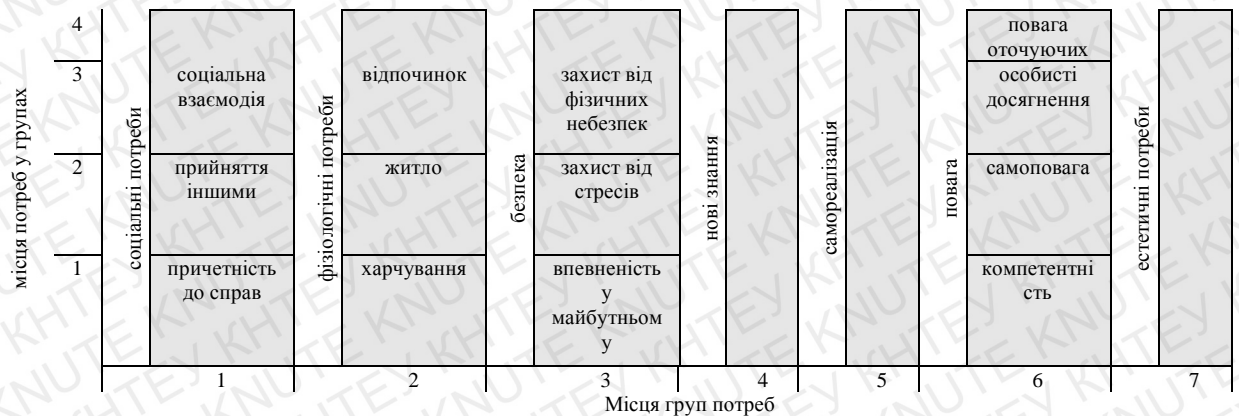 місця потреб у групах
4
3
2
1
соціальні потреби
соціальна
взаємодія
прийняття
іншими
причетність
до справ
фізіологічні потреби
відпочинок
житло
харчування
безпека
захист від
фізичних
небезпек
захист від
стресів
впевненість
у
майбутньом
у
нові знання
самореалізація
повага
повага
оточуючих
особисті
досягнення
самоповага
компетентні
сть
естетичні потреби
1 2 3 4 5 6 7
Місця груп потреб